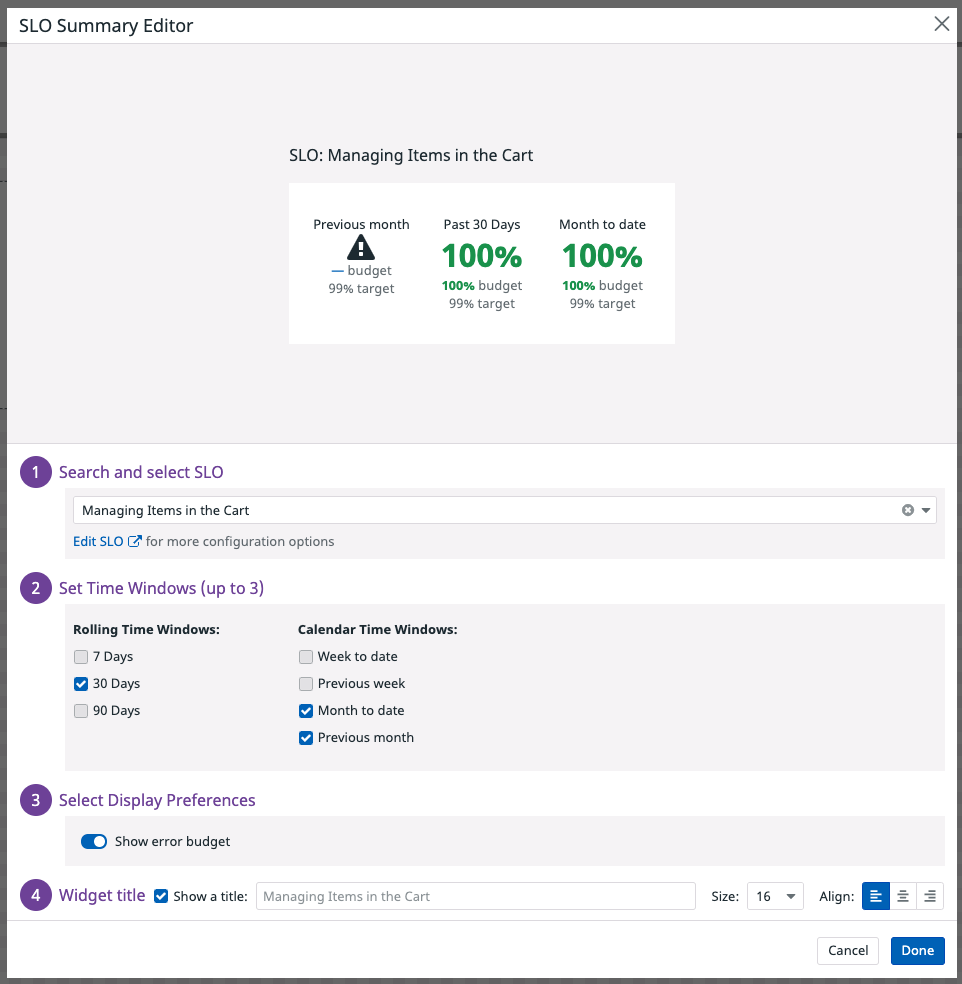 SLO Summary Editor
SLO: Managing Items in the Cart
Previous month Past 30 Days Month to date
100% 100%
— budget 100% budget 100% budget
99% target 99% target 99% target
1 Search and select SLO
Managing Items in the Cart
Edit SLO for more configuration options
2 Set Time Windows (up to 3)
Rolling Time Windows: Calendar Time Windows:
7 Days Week to date
30 Days Previous week
90 Days Month to date
Previous month
3 Select Display Preferences
Show error budget
4 Widget title Show a title: Managing Items in the Cart Size: 16 Align:
Cancel Done